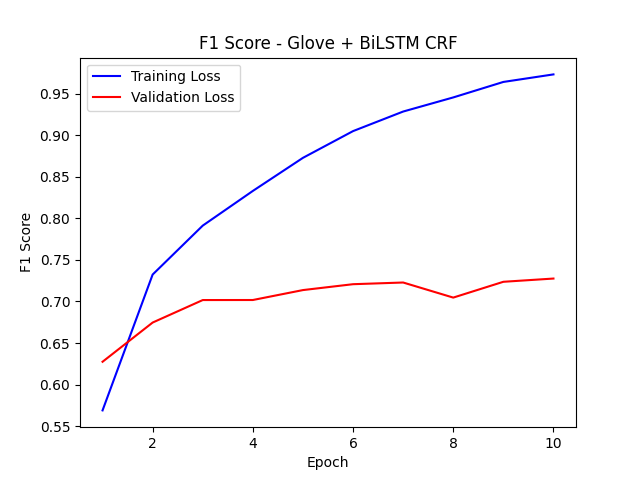 F1 Score - Glove + BiLSTM CRF
Training Loss
Validation Loss
F1 Score
0.95
0.90
0.85
0.80
0.75
0.70
0.65
0.60
0.55
2 4 6 8 10
Epoch